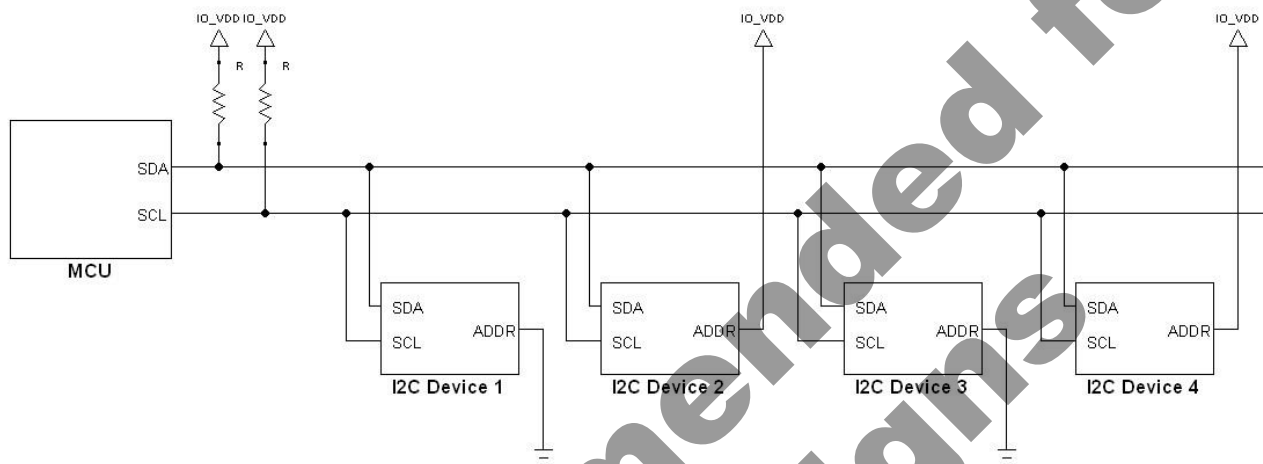 IO_VDD IO_VDD
IO_VDD
IO_VDD
R
R
SDA
SCL
MCU
SDA
SCL
ADDR
I2C Device 1
SDA
SCL
ADDR
I2C Device 2
SDA
SCL
ADDR
I2C Device 3
SDA
SCL
ADDR
I2C Device 4